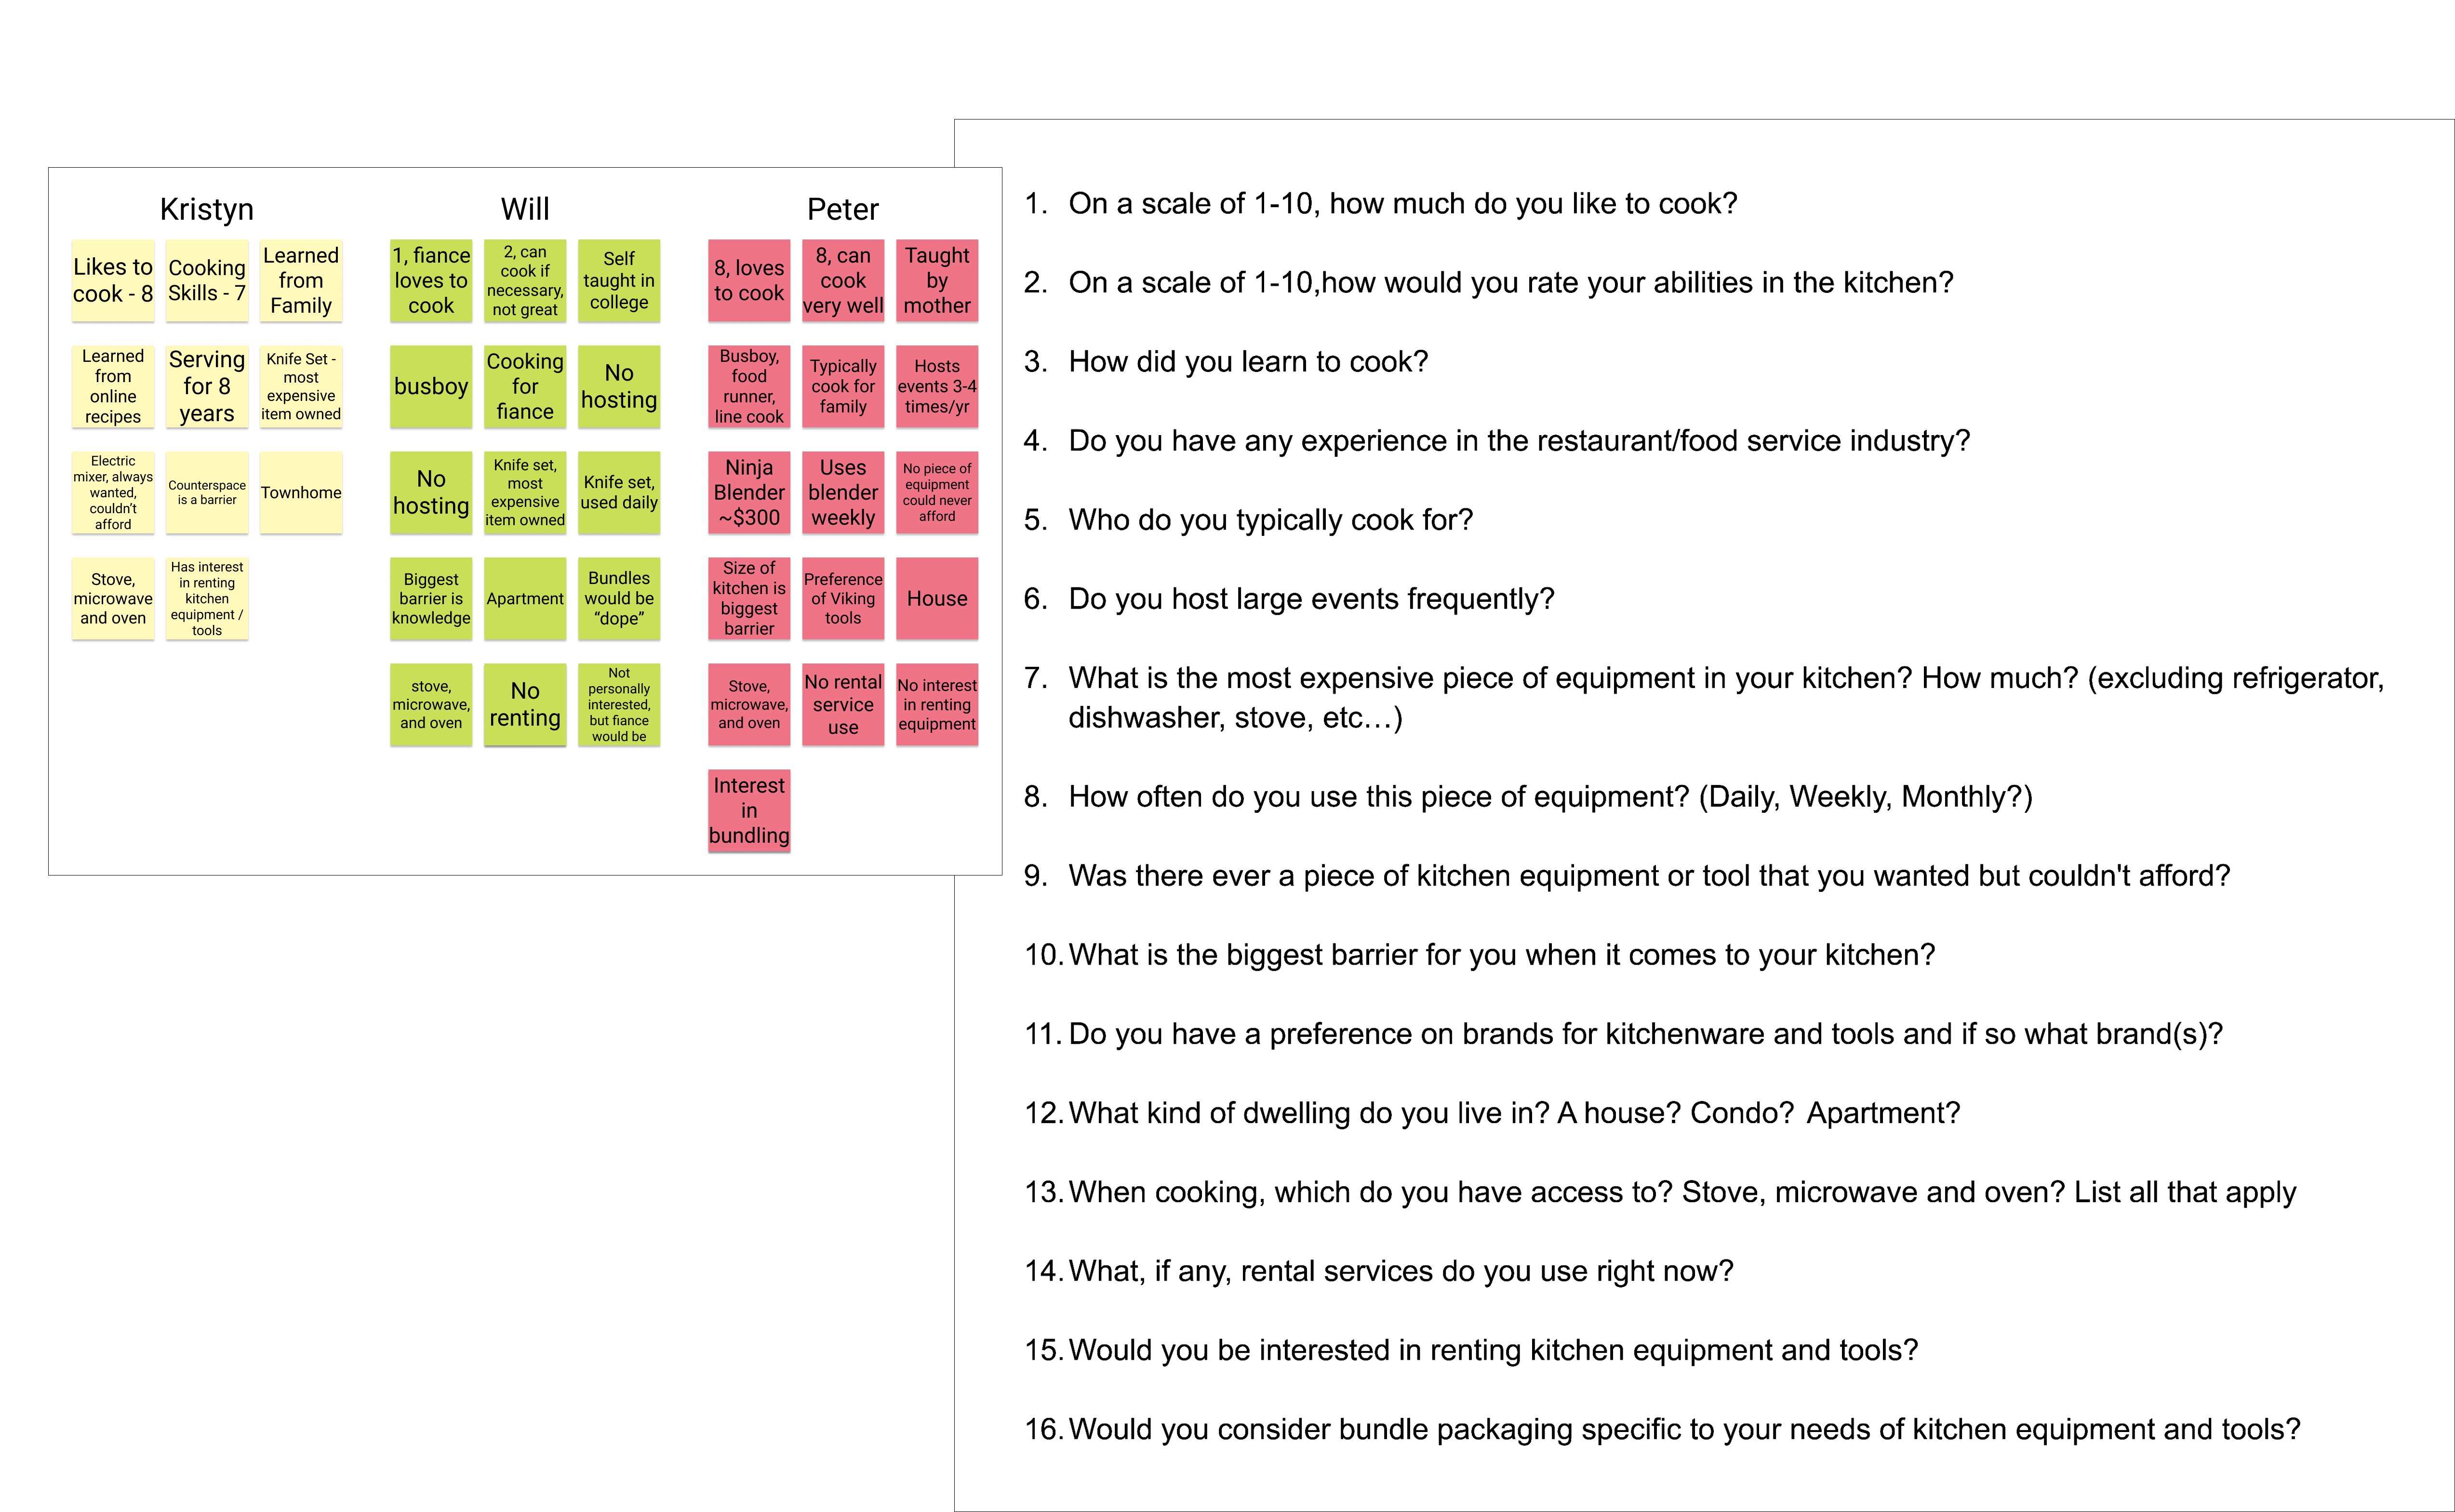 Kristyn
Likes to
cook - 8
Cooking
Skills - 7
Learned
from
Family
Learned
from
online
recipes
Serving
for 8
years
Knife Set -
most
expensive
item owned
Electric
mixer, always
wanted,
couldn't
afford
Counterspace
is a barrier
Townhome
Stove,
microwave
and oven
Has interest
in renting
kitchen
equipment /
tools
Will
1, fiance
loves to
cook
2, can
cook if
necessary,
not great
Self
taught in
college
busboy
Cooking
for
fiance
No
hosting
No
hosting
Knife set,
most
expensive
item owned
Knife set,
used daily
Biggest
barrier is
knowledge
Apartment
Bundles
would be
“dope”
stove,
microwave,
and oven
No
renting
Not
personally
interested,
but fiance
would be
Peter
8, loves
to cook
8, can
cook
very well
Taught
by
mother
Busboy,
food
runner,
line cook
Typically
cook for
family
Hosts
events 3-4
times/yr
Ninja
Blender
~$300
Uses
blender
weekly
No piece of
equipment
could never
afford
Size of
kitchen is
biggest
barrier
Preference
of Viking
tools
House
Stove,
microwave,
and oven
No rental
service
use
No interest
in renting
equipment
Interest
in
bundling
1. On a scale of 1-10, how much do you like to cook?
2. On a scale of 1-10,how would you rate your abilities in the kitchen?
3. How did you learn to cook?
4. Do you have any experience in the restaurant/food service industry?
5. Who do you typically cook for?
6. Do you host large events frequently?
7. What is the most expensive piece of equipment in your kitchen? How much? (excluding refrigerator,
dishwasher, stove, etc…)
8. How often do you use this piece of equipment? (Daily, Weekly, Monthly?)
9. Was there ever a piece of kitchen equipment or tool that you wanted but couldn't afford?
10. What is the biggest barrier for you when it comes to your kitchen?
11. Do you have a preference on brands for kitchenware and tools and if so what brand(s)?
12. What kind of dwelling do you live in? A house? Condo? Apartment?
13. When cooking, which do you have access to? Stove, microwave and oven? List all that apply
14. What, if any, rental services do you use right now?
15. Would you be interested in renting kitchen equipment and tools?
16. Would you consider bundle packaging specific to your needs of kitchen equipment and tools?